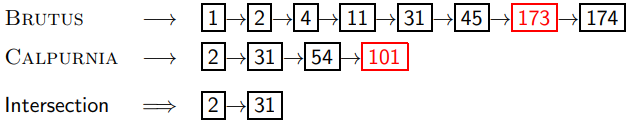 BRUTUS ⟶ 1 → 2 → 4 → 11 → 31 → 45 → 173 → 174
CALPURNIA ⟶ 2 → 31 → 54 → 101
Intersection ⟹ 2 → 31